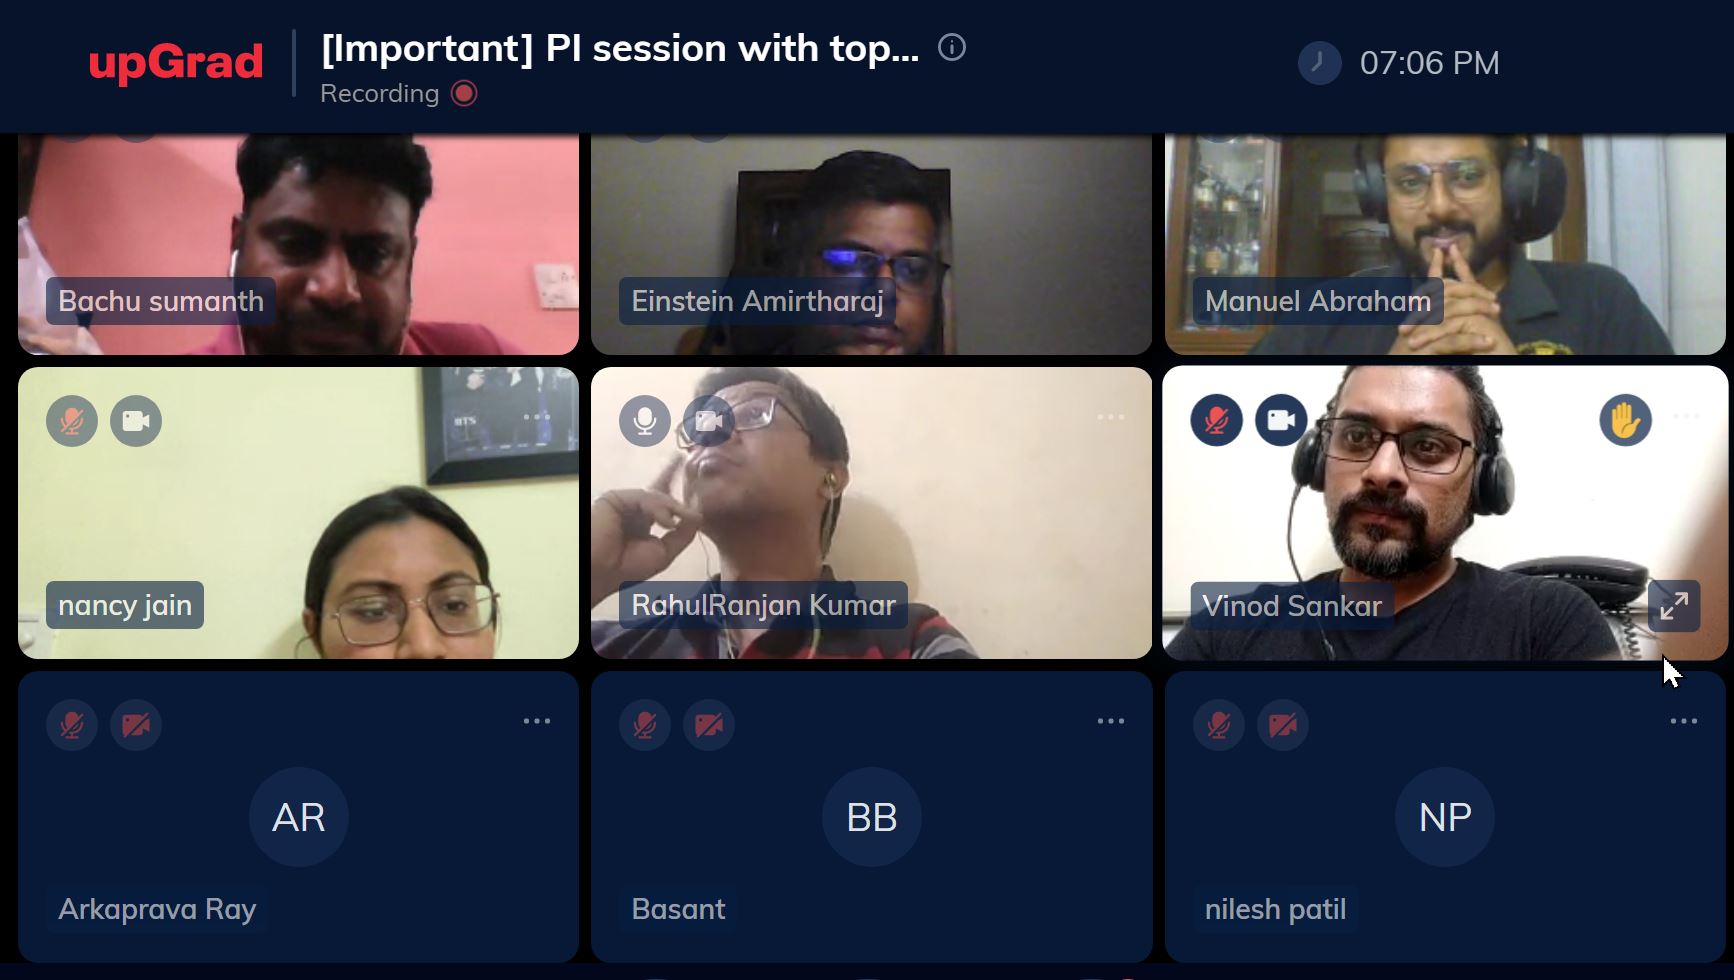 upGrad
[Important] PI session with top...
Recording
07:06 PM
Bachu sumanth
Einstein Amirtharaj
Manuel Abraham
BTS
nancy jain
RahulRanjan Kumar
Vinod Sankar
AR
Arkaprava Ray
BB
Basant
NP
nilesh patil